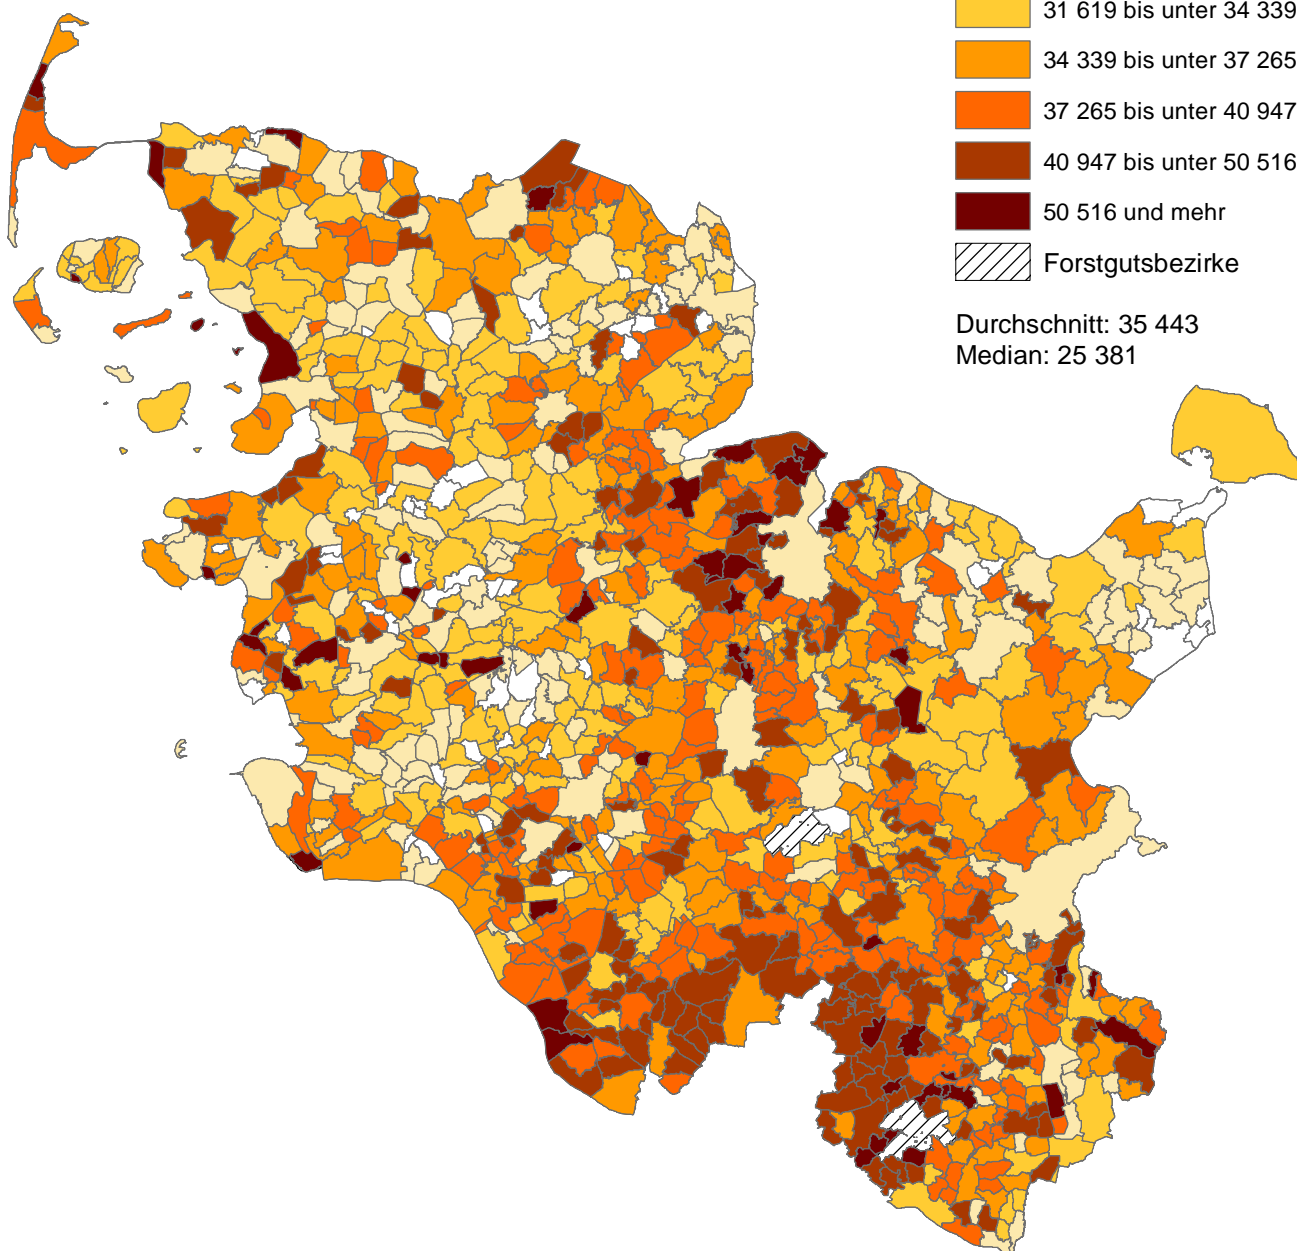 31 619 bis unter 34 339
34 339 bis unter 37 265
37 265 bis unter 40 947
40 947 bis unter 50 516
50 516 und mehr
Forstgutsbezirke
Durchschnitt: 35 443
Median: 25 381